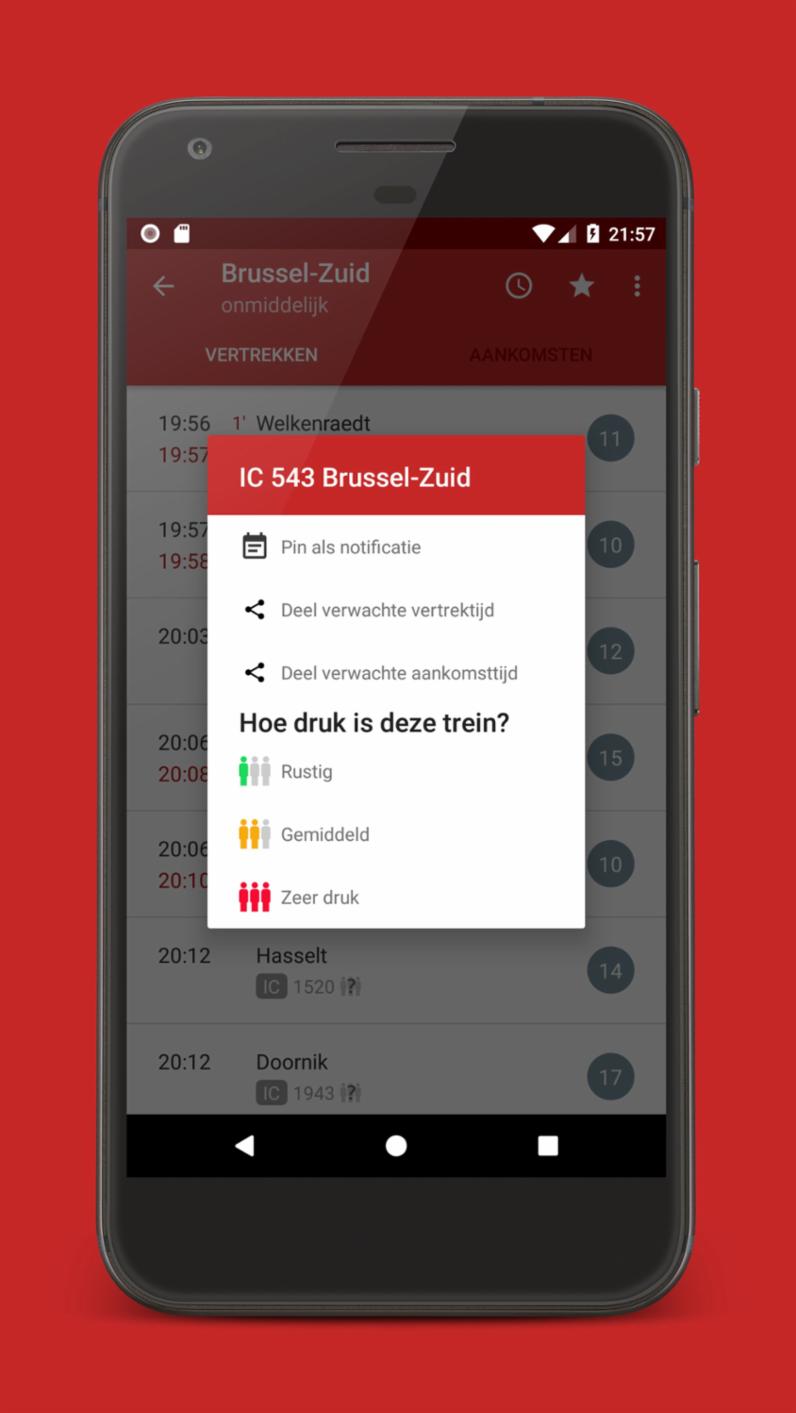 21:57
Brussel-Zuid
onmiddelijk
VERTREKKEN AANKOMSTEN
19:56 1' Welkenraedt 11
19:57
IC 543 Brussel-Zuid
19:57 10
19:58
Pin als notificatie
Deel verwachte vertrektijd
20:03 12
Deel verwachte aankomsttijd
Hoe druk is deze trein?
20:06 15
20:08
Rustig
Gemiddeld
20:06 10
20:10
Zeer druk
20:12 Hasselt 14
IC 1520 ?
20:12 Doornik 17
IC 1943 ?